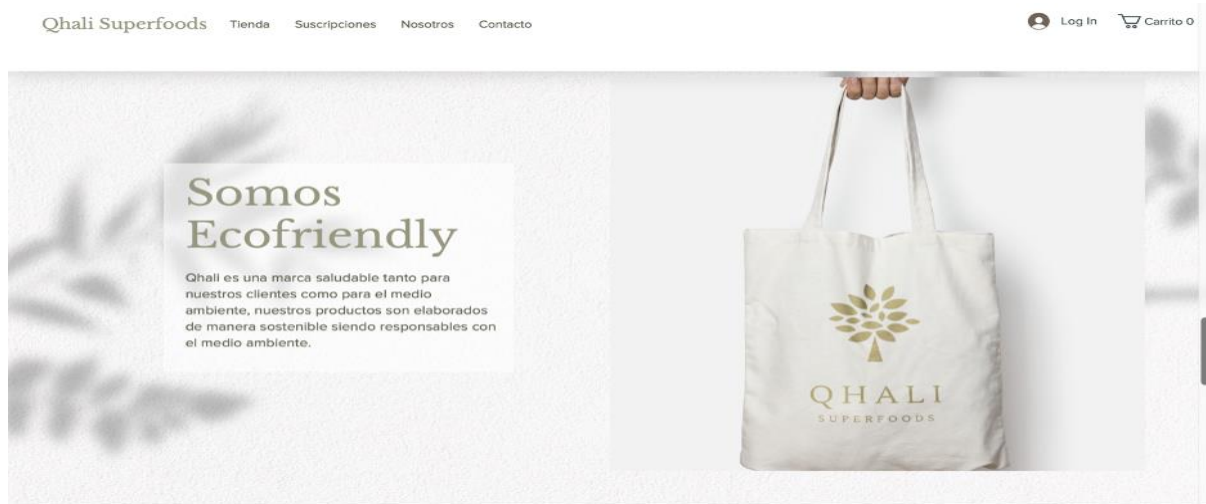 Qhali Superfoods Tienda Suscripciones Nosotros Contacto Log In Carrito 0
Somos
Ecofriendly
Qhali es una marca saludable tanto para
nuestros clientes como para el medio
ambiente, nuestros productos son elaborados
de manera sostenible siendo responsables con
el medio ambiente.
QHALI
SUPERFOODS